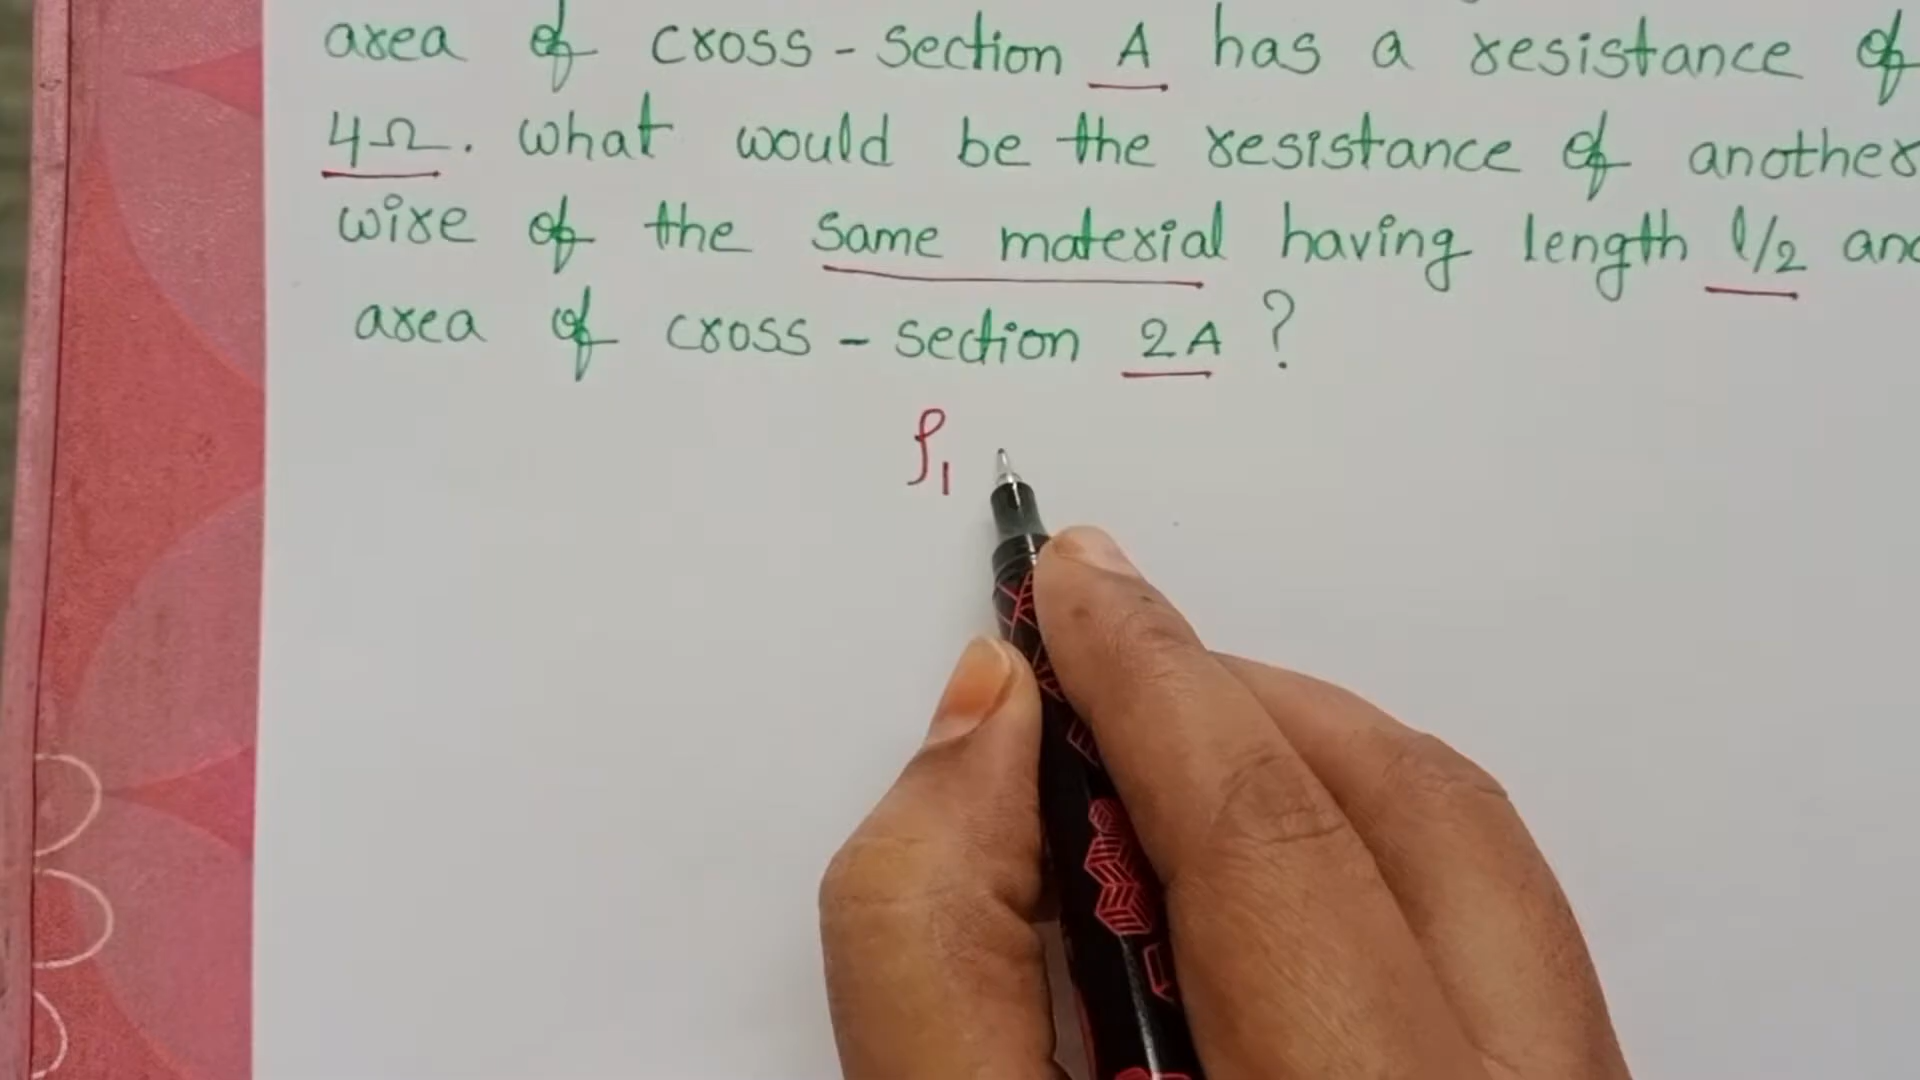 area of cross-section A has a resistance of
4Ω. what would be the resistance of another
wire of the same material having length l/2 and
area of cross-section 2A ?
ρ₁